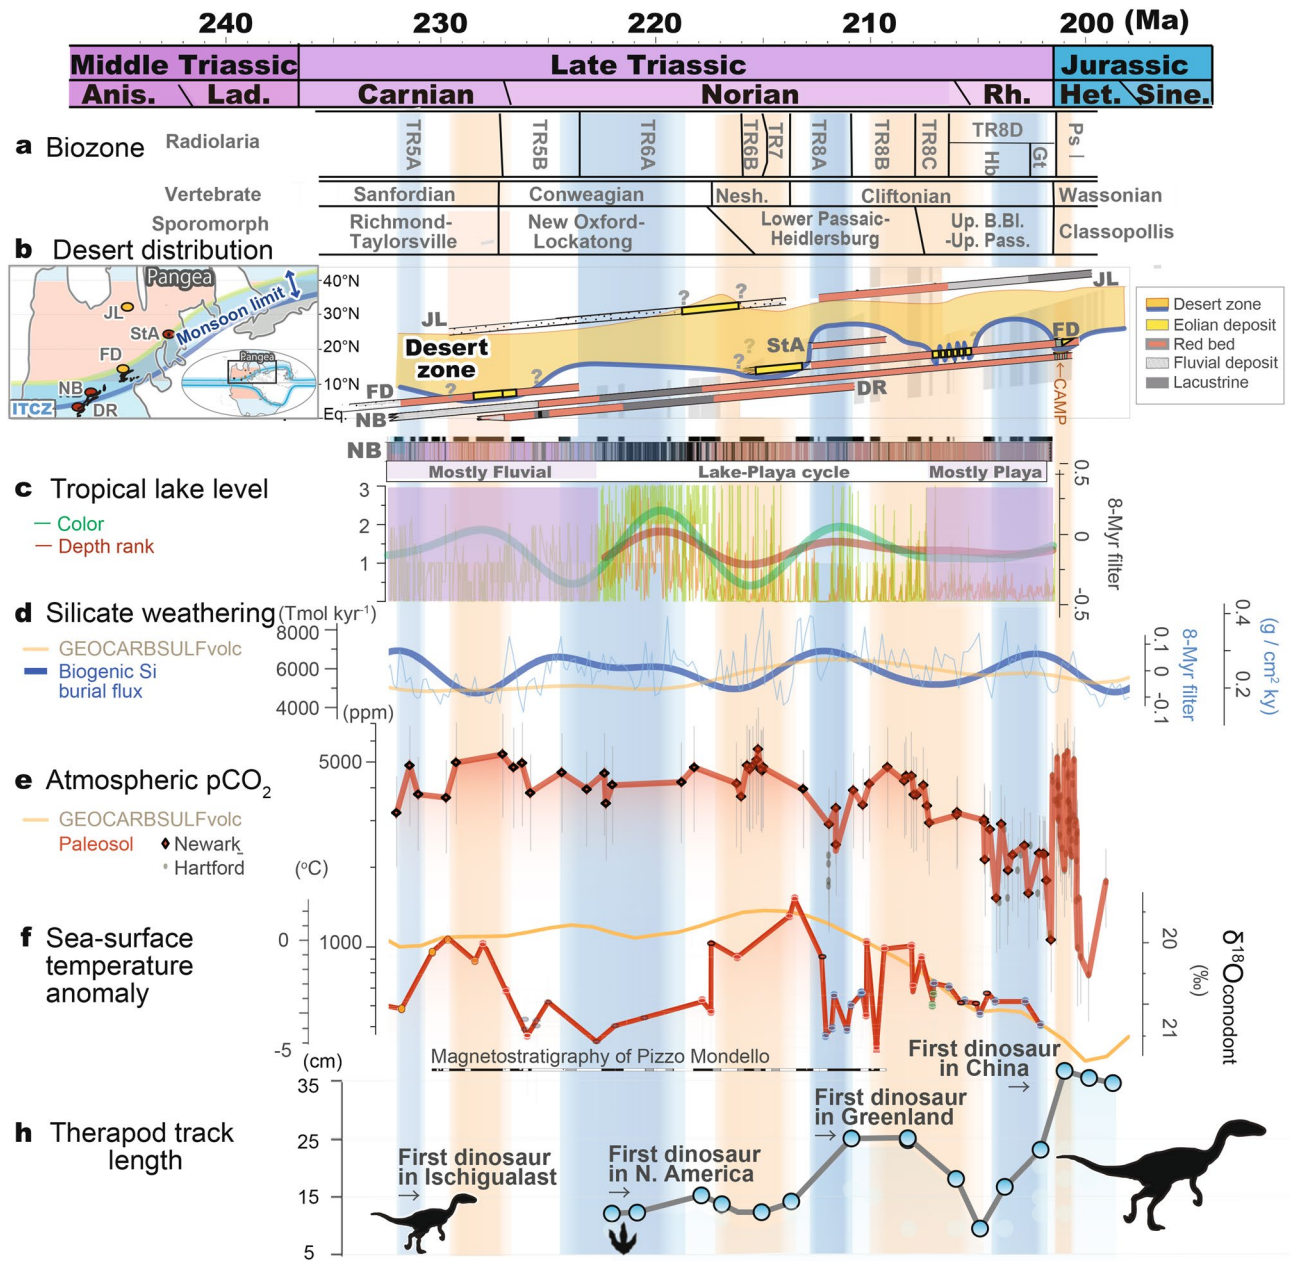 240 230 220 210 200 (Ma)
Middle Triassic Late Triassic Jurassic
Anis. Lad. Carnian Norian Rh. Het. Sine.
a Biozone Radiolaria
TR5A TR5B TR6A TR6B TR7 TR8A TR8B TR8C TR8D Hb Gt Ps I
Vertebrate Sanfordian Conweagian Nesh. Cliftonian Wassonian
Sporomorph
Richmond-
Taylorsville
New Oxford-
Lockatong
Lower Passaic-
Heidlersburg
Up. B.Bl.
-Up. Pass.
Classopollis
b Desert distribution
Pangea
Monsoon limit
JL
StA
FD
NB
DR
ITCZ
Pangea
40°N
30°N
20°N
10°N
Eq.
JL ? ? JL
Desert
zone
StA ? ? FD
FD ? ? ? DR
NB
←CAMP
Desert zone
Eolian deposit
Red bed
Fluvial deposit
Lacustrine
NB
Mostly Fluvial Lake-Playa cycle Mostly Playa
c Tropical lake level
Color
Depth rank
3
2
1
0.5
0
-0.5
8-Myr filter
d Silicate weathering (Tmol kyr⁻¹)
GEOCARBSULFvolc
Biogenic Si
burial flux
8000
6000
4000
0.1
0
-0.1
8-Myr filter
0.4
0.2
(g / cm² ky)
(ppm)
e Atmospheric pCO₂
GEOCARBSULFvolc
Paleosol Newark
Hartford
5000
1000
(°C)
f Sea-surface
temperature
anomaly
0
-5
20
21
(‰)
δ¹⁸Oconodont
(cm)
Magnetostratigraphy of Pizzo Mondello
h Therapod track
length
35
25
15
5
First dinosaur
in Ischigualast
→
First dinosaur
in N. America
→
First dinosaur
in Greenland
→
First dinosaur
in China
→